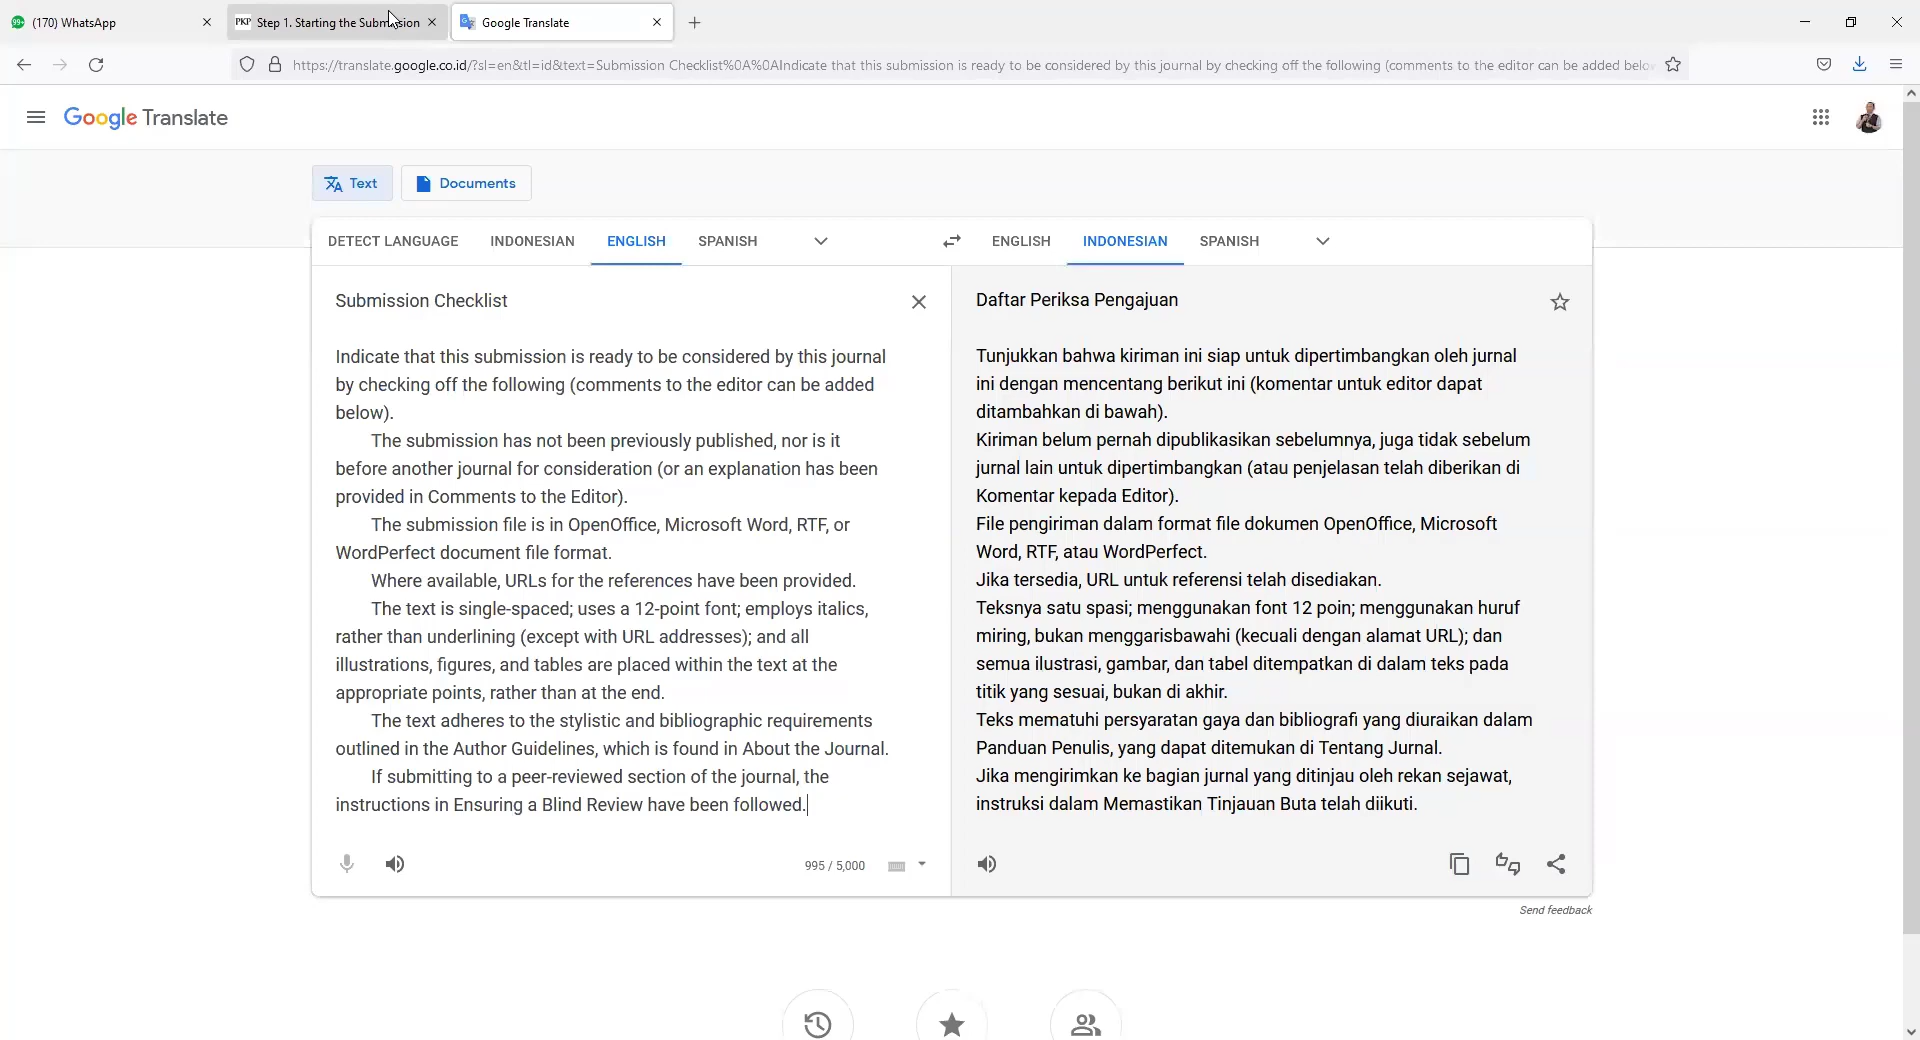 (170) WhatsApp
PKP Step 1. Starting the Submission
Google Translate
https://translate.google.co.id/?sl=en&tl=id&text=Submission Checklist%0A%0AIndicate that this submission is ready to be considered by this journal by checking off the following (comments to the editor can be added belo
Google Translate
Text
Documents
DETECT LANGUAGE INDONESIAN ENGLISH SPANISH
ENGLISH INDONESIAN SPANISH
Submission Checklist
Indicate that this submission is ready to be considered by this journal
by checking off the following (comments to the editor can be added
below).
The submission has not been previously published, nor is it
before another journal for consideration (or an explanation has been
provided in Comments to the Editor).
The submission file is in OpenOffice, Microsoft Word, RTF, or
WordPerfect document file format.
Where available, URLs for the references have been provided.
The text is single-spaced; uses a 12-point font; employs italics,
rather than underlining (except with URL addresses); and all
illustrations, figures, and tables are placed within the text at the
appropriate points, rather than at the end.
The text adheres to the stylistic and bibliographic requirements
outlined in the Author Guidelines, which is found in About the Journal.
If submitting to a peer-reviewed section of the journal, the
instructions in Ensuring a Blind Review have been followed.
995 / 5,000
Daftar Periksa Pengajuan
Tunjukkan bahwa kiriman ini siap untuk dipertimbangkan oleh jurnal
ini dengan mencentang berikut ini (komentar untuk editor dapat
ditambahkan di bawah).
Kiriman belum pernah dipublikasikan sebelumnya, juga tidak sebelum
jurnal lain untuk dipertimbangkan (atau penjelasan telah diberikan di
Komentar kepada Editor).
File pengiriman dalam format file dokumen OpenOffice, Microsoft
Word, RTF, atau WordPerfect.
Jika tersedia, URL untuk referensi telah disediakan.
Teksnya satu spasi; menggunakan font 12 poin; menggunakan huruf
miring, bukan menggarisbawahi (kecuali dengan alamat URL); dan
semua ilustrasi, gambar, dan tabel ditempatkan di dalam teks pada
titik yang sesuai, bukan di akhir.
Teks mematuhi persyaratan gaya dan bibliografi yang diuraikan dalam
Panduan Penulis, yang dapat ditemukan di Tentang Jurnal.
Jika mengirimkan ke bagian jurnal yang ditinjau oleh rekan sejawat,
instruksi dalam Memastikan Tinjauan Buta telah diikuti.
Send feedback